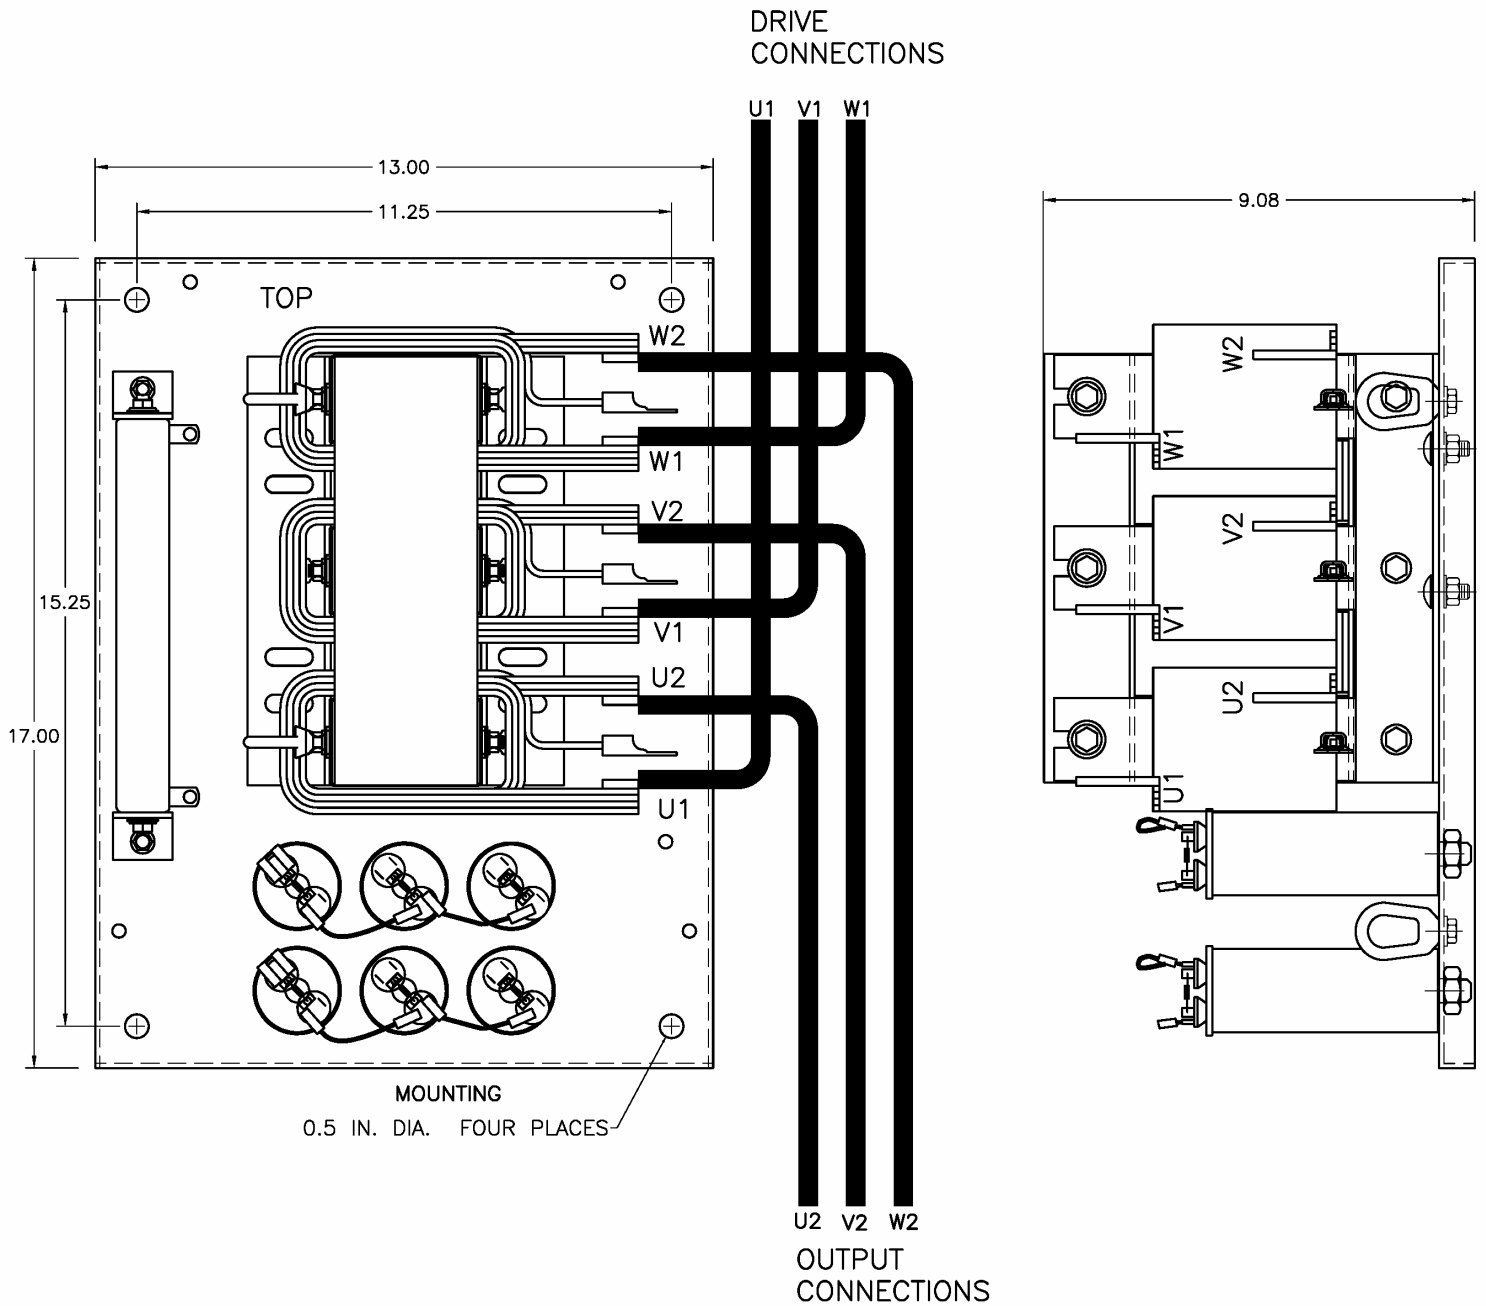 DRIVE
CONNECTIONS
U1 V1 W1
13.00
11.25
9.08
TOP
W2
W1
V2
V1
U2
U1
15.25
17.00
W2
W1
V2
V1
U2
U1
MOUNTING
0.5 IN. DIA. FOUR PLACES
U2 V2 W2
OUTPUT
CONNECTIONS